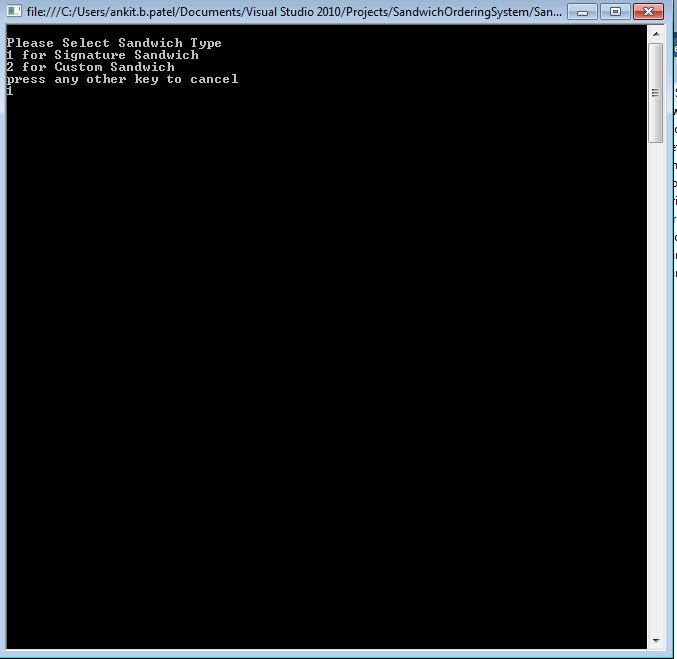 file:///C:/Users/ankit.b.patel/Documents/Visual Studio 2010/Projects/SandwichOrderingSystem/San...
Please Select Sandwich Type
1 for Signature Sandwich
2 for Custom Sandwich
press any other key to cancel
1